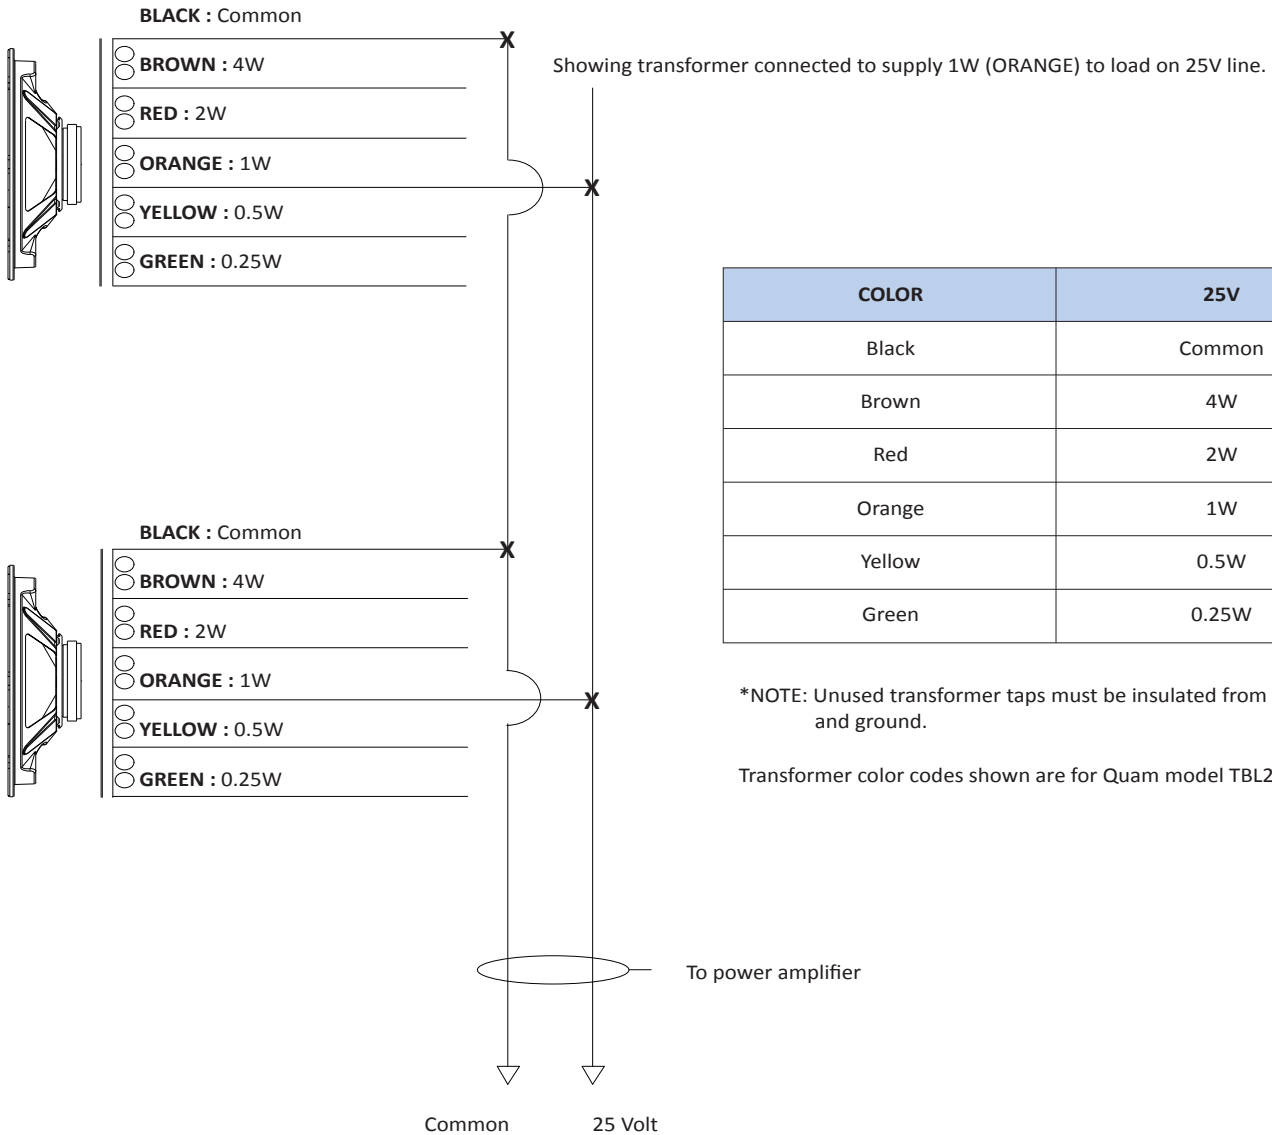 BLACK : Common
BROWN : 4W
RED : 2W
ORANGE : 1W
YELLOW : 0.5W
GREEN : 0.25W
X
X
Showing transformer connected to supply 1W (ORANGE) to load on 25V line.
COLOR 25V
Black Common
Brown 4W
Red 2W
Orange 1W
Yellow 0.5W
Green 0.25W
BLACK : Common
BROWN : 4W
RED : 2W
ORANGE : 1W
YELLOW : 0.5W
GREEN : 0.25W
X
X
*NOTE: Unused transformer taps must be insulated from
and ground.
Transformer color codes shown are for Quam model TBL2
To power amplifier
Common 25 Volt